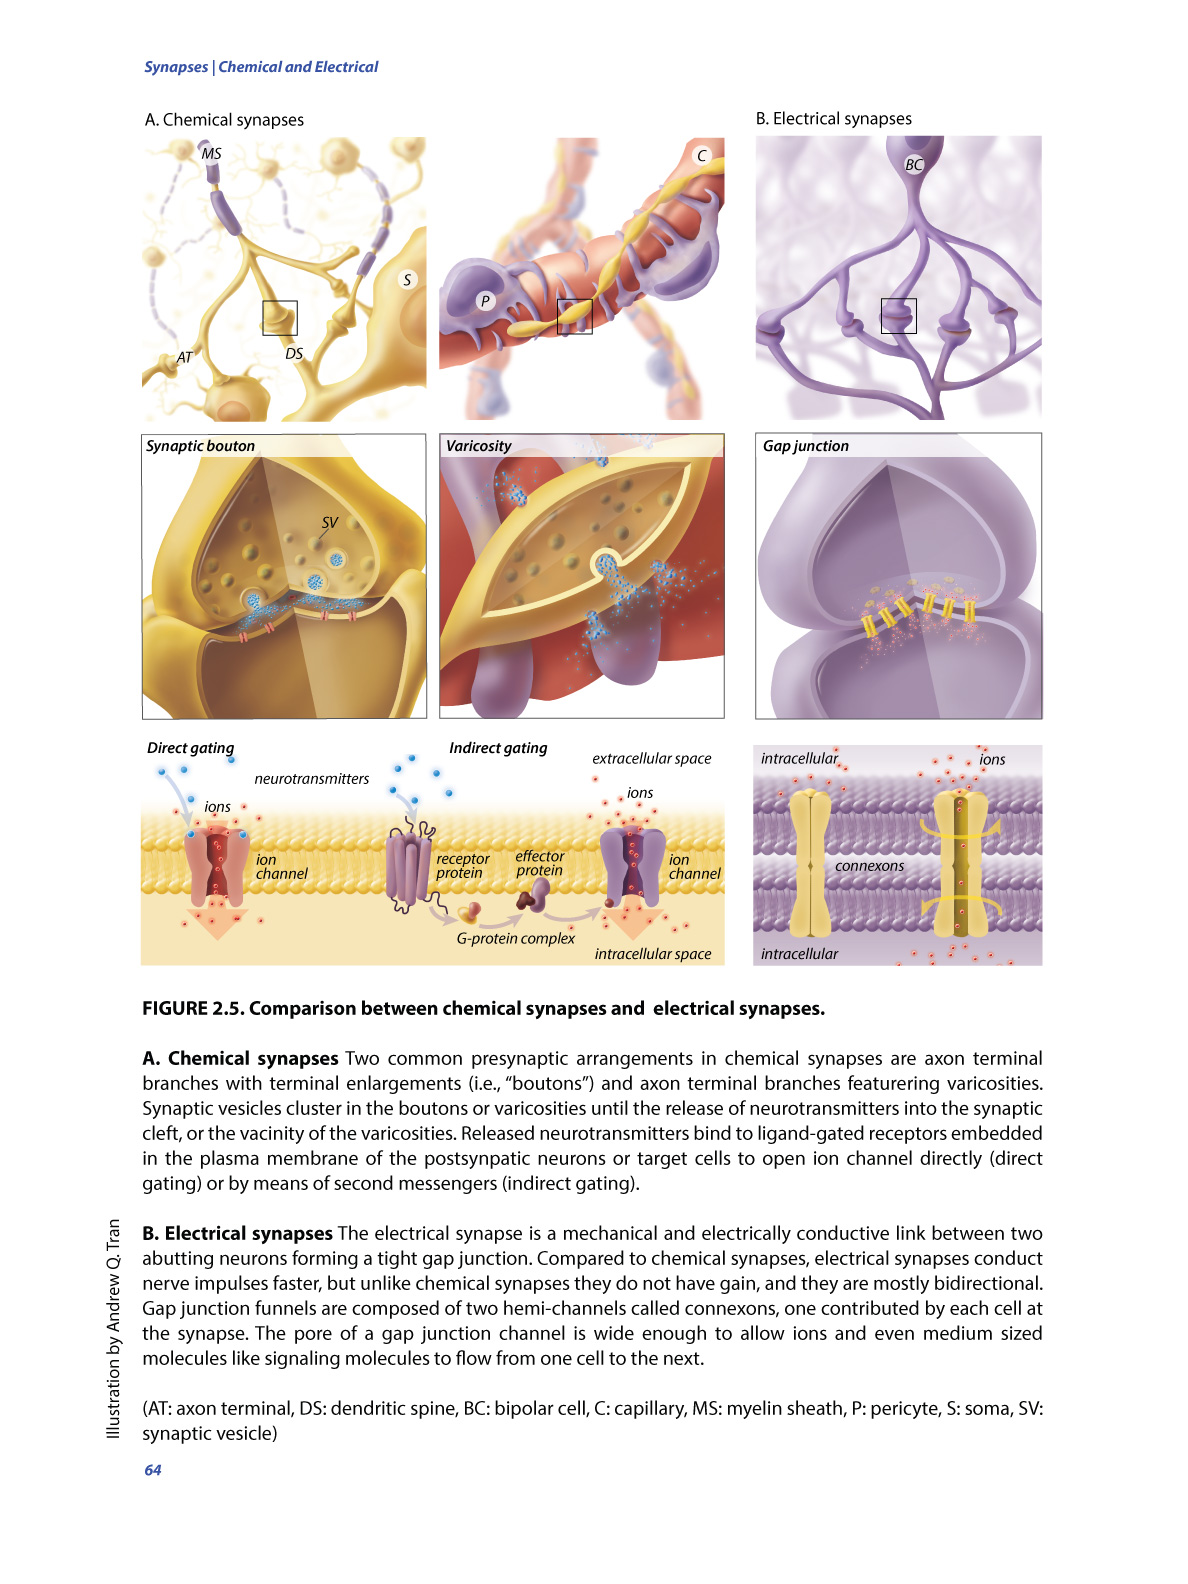 Synapses | Chemical and Electrical
A. Chemical synapses
B. Electrical synapses
MS
S
AT
DS
C
P
BC
Synaptic bouton
SV
Varicosity
Gap junction
Direct gating
neurotransmitters
ions
ion
channel
Indirect gating
extracellular space
ions
receptor
protein
effector
protein
ion
channel
G-protein complex
intracellular space
intracellular
ions
connexons
intracellular
FIGURE 2.5. Comparison between chemical synapses and electrical synapses.
A. Chemical synapses Two common presynaptic arrangements in chemical synapses are axon terminal
branches with terminal enlargements (i.e., “boutons”) and axon terminal branches featurering varicosities.
Synaptic vesicles cluster in the boutons or varicosities until the release of neurotransmitters into the synaptic
cleft, or the vacinity of the varicosities. Released neurotransmitters bind to ligand-gated receptors embedded
in the plasma membrane of the postsynpatic neurons or target cells to open ion channel directly (direct
gating) or by means of second messengers (indirect gating).
B. Electrical synapses The electrical synapse is a mechanical and electrically conductive link between two
abutting neurons forming a tight gap junction. Compared to chemical synapses, electrical synapses conduct
nerve impulses faster, but unlike chemical synapses they do not have gain, and they are mostly bidirectional.
Gap junction funnels are composed of two hemi-channels called connexons, one contributed by each cell at
the synapse. The pore of a gap junction channel is wide enough to allow ions and even medium sized
molecules like signaling molecules to flow from one cell to the next.
(AT: axon terminal, DS: dendritic spine, BC: bipolar cell, C: capillary, MS: myelin sheath, P: pericyte, S: soma, SV:
synaptic vesicle)
Illustration by Andrew Q. Tran
64